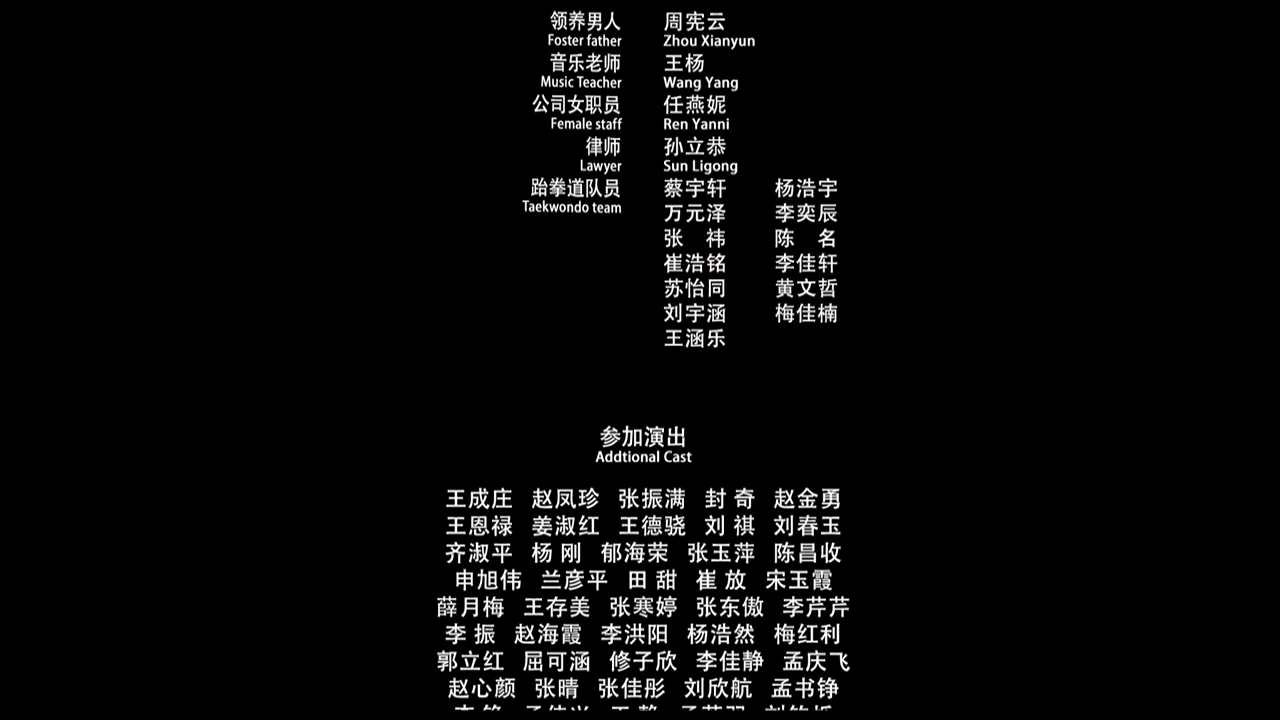 领养男人 周宪云
Foster father Zhou Xianyun
音乐老师 王杨
Music Teacher Wang Yang
公司女职员 任燕妮
Female staff Ren Yanni
律师 孙立恭
Lawyer Sun Ligong
跆拳道队员 蔡宇轩 杨浩宇
Taekwondo team 万元泽 李奕辰
张 祎 陈 名
崔浩铭 李佳轩
苏怡同 黄文哲
刘宇涵 梅佳楠
王涵乐
参加演出
Addtional Cast
王成庄 赵凤珍 张振满 封 奇 赵金勇
王恩禄 姜淑红 王德骁 刘 祺 刘春玉
齐淑平 杨 刚 郁海荣 张玉萍 陈昌收
申旭伟 兰彦平 田 甜 崔 放 宋玉霞
薛月梅 王存美 张寒婷 张东傲 李芹芹
李 振 赵海霞 李洪阳 杨浩然 梅红利
郭立红 屈可涵 修子欣 李佳静 孟庆飞
赵心颜 张晴 张佳彤 刘欣航 孟书铮